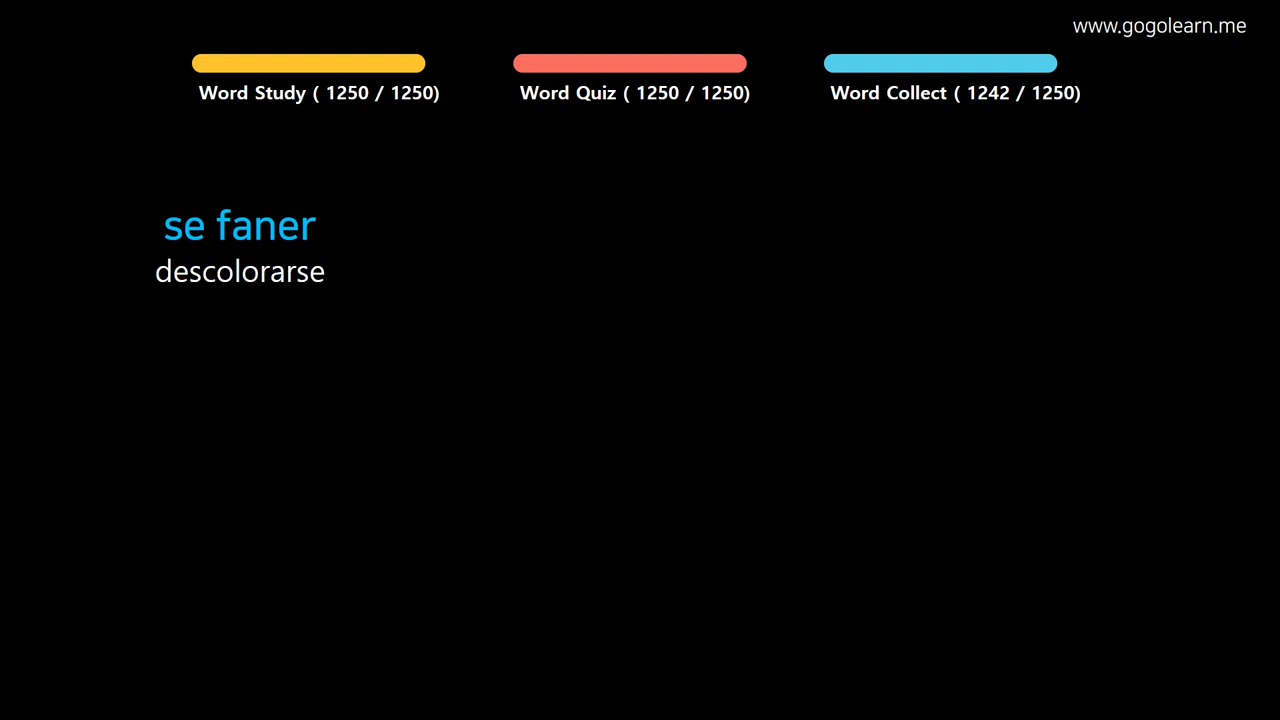 www.gogolearn.me
Word Study ( 1250 / 1250)
Word Quiz ( 1250 / 1250)
Word Collect ( 1242 / 1250)
se faner
descolorarse